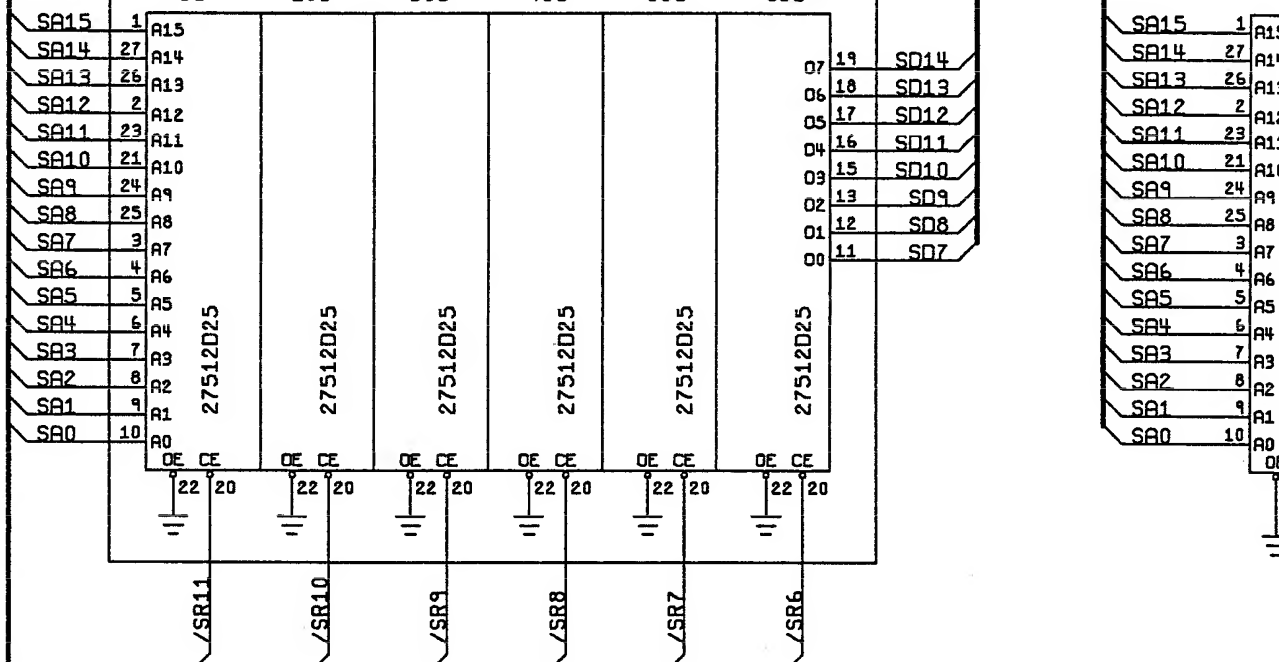 SA15 1 A15
SA14 27 A14
SA13 26 A13
SA12 2 A12
SA11 23 A11
SA10 21 A10
SA9 24 A9
SA8 25 A8
SA7 3 A7
SA6 4 A6
SA5 5 A5
SA4 6 A4
SA3 7 A3
SA2 8 A2
SA1 9 A1
SA0 10 A0
O7 19 SD14
O6 18 SD13
O5 17 SD12
O4 16 SD11
O3 15 SD10
O2 13 SD9
O1 12 SD8
O0 11 SD7
27512D25
27512D25
27512D25
27512D25
27512D25
27512D25
OE CE OE CE OE CE OE CE OE CE OE CE
22 20 22 20 22 20 22 20 22 20 22 20
/SR11
/SR10
/SR9
/SR8
/SR7
/SR6
SA15 1
SA14 27
SA13 26
SA12 2
SA11 23
SA10 21
SA9 24 A9
SA8 25 A8
SA7 3 A7
SA6 4 A6
SA5 5 A5
SA4 6 A4
SA3 7 A3
SA2 8 A2
SA1 9 A1
SA0 10 A0